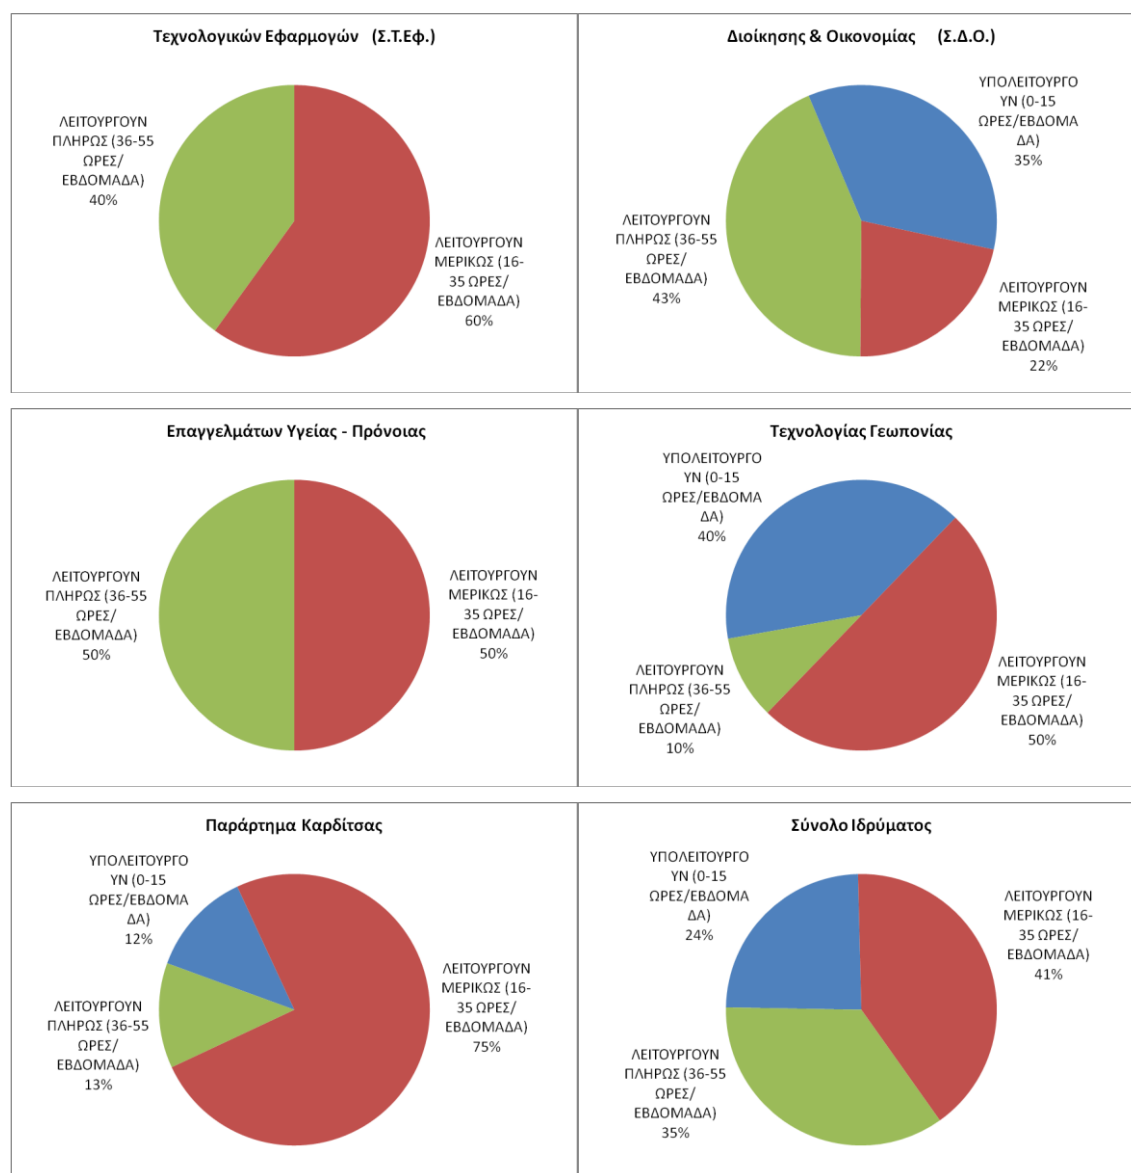 Τεχνολογικών Εφαρμογών (Σ.Τ.Εφ.)
ΛΕΙΤΟΥΡΓΟΥΝ
ΠΛΗΡΩΣ (36-55
ΩΡΕΣ/
ΕΒΔΟΜΑΔΑ)
40%
ΛΕΙΤΟΥΡΓΟΥΝ
ΜΕΡΙΚΩΣ (16-
35 ΩΡΕΣ/
ΕΒΔΟΜΑΔΑ)
60%
Διοίκησης & Οικονομίας (Σ.Δ.Ο.)
ΥΠΟΛΕΙΤΟΥΡΓΟ
ΥΝ (0-15
ΩΡΕΣ/ΕΒΔΟΜΑ
ΔΑ)
35%
ΛΕΙΤΟΥΡΓΟΥΝ
ΠΛΗΡΩΣ (36-55
ΩΡΕΣ/
ΕΒΔΟΜΑΔΑ)
43%
ΛΕΙΤΟΥΡΓΟΥΝ
ΜΕΡΙΚΩΣ (16-
35 ΩΡΕΣ/
ΕΒΔΟΜΑΔΑ)
22%
Επαγγελμάτων Υγείας - Πρόνοιας
ΛΕΙΤΟΥΡΓΟΥΝ
ΠΛΗΡΩΣ (36-55
ΩΡΕΣ/
ΕΒΔΟΜΑΔΑ)
50%
ΛΕΙΤΟΥΡΓΟΥΝ
ΜΕΡΙΚΩΣ (16-
35 ΩΡΕΣ/
ΕΒΔΟΜΑΔΑ)
50%
Τεχνολογίας Γεωπονίας
ΥΠΟΛΕΙΤΟΥΡΓΟ
ΥΝ (0-15
ΩΡΕΣ/ΕΒΔΟΜΑ
ΔΑ)
40%
ΛΕΙΤΟΥΡΓΟΥΝ
ΠΛΗΡΩΣ (36-55
ΩΡΕΣ/
ΕΒΔΟΜΑΔΑ)
10%
ΛΕΙΤΟΥΡΓΟΥΝ
ΜΕΡΙΚΩΣ (16-
35 ΩΡΕΣ/
ΕΒΔΟΜΑΔΑ)
50%
Παράρτημα Καρδίτσας
ΥΠΟΛΕΙΤΟΥΡΓΟ
ΥΝ (0-15
ΩΡΕΣ/ΕΒΔΟΜΑ
ΔΑ)
12%
ΛΕΙΤΟΥΡΓΟΥΝ
ΜΕΡΙΚΩΣ (16-
35 ΩΡΕΣ/
ΕΒΔΟΜΑΔΑ)
75%
ΛΕΙΤΟΥΡΓΟΥΝ
ΠΛΗΡΩΣ (36-55
ΩΡΕΣ/
ΕΒΔΟΜΑΔΑ)
13%
Σύνολο Ιδρύματος
ΥΠΟΛΕΙΤΟΥΡΓΟ
ΥΝ (0-15
ΩΡΕΣ/ΕΒΔΟΜΑ
ΔΑ)
24%
ΛΕΙΤΟΥΡΓΟΥΝ
ΜΕΡΙΚΩΣ (16-
35 ΩΡΕΣ/
ΕΒΔΟΜΑΔΑ)
41%
ΛΕΙΤΟΥΡΓΟΥΝ
ΠΛΗΡΩΣ (36-55
ΩΡΕΣ/
ΕΒΔΟΜΑΔΑ)
35%